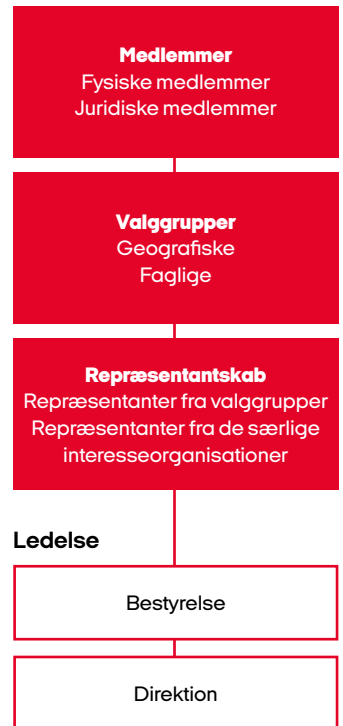 Medlemmer
Fysiske medlemmer
Juridiske medlemmer
Valggrupper
Geografiske
Faglige
Repræsentantskab
Repræsentanter fra valggrupper
Repræsentanter fra de særlige
interesseorganisationer
Ledelse
Bestyrelse
Direktion